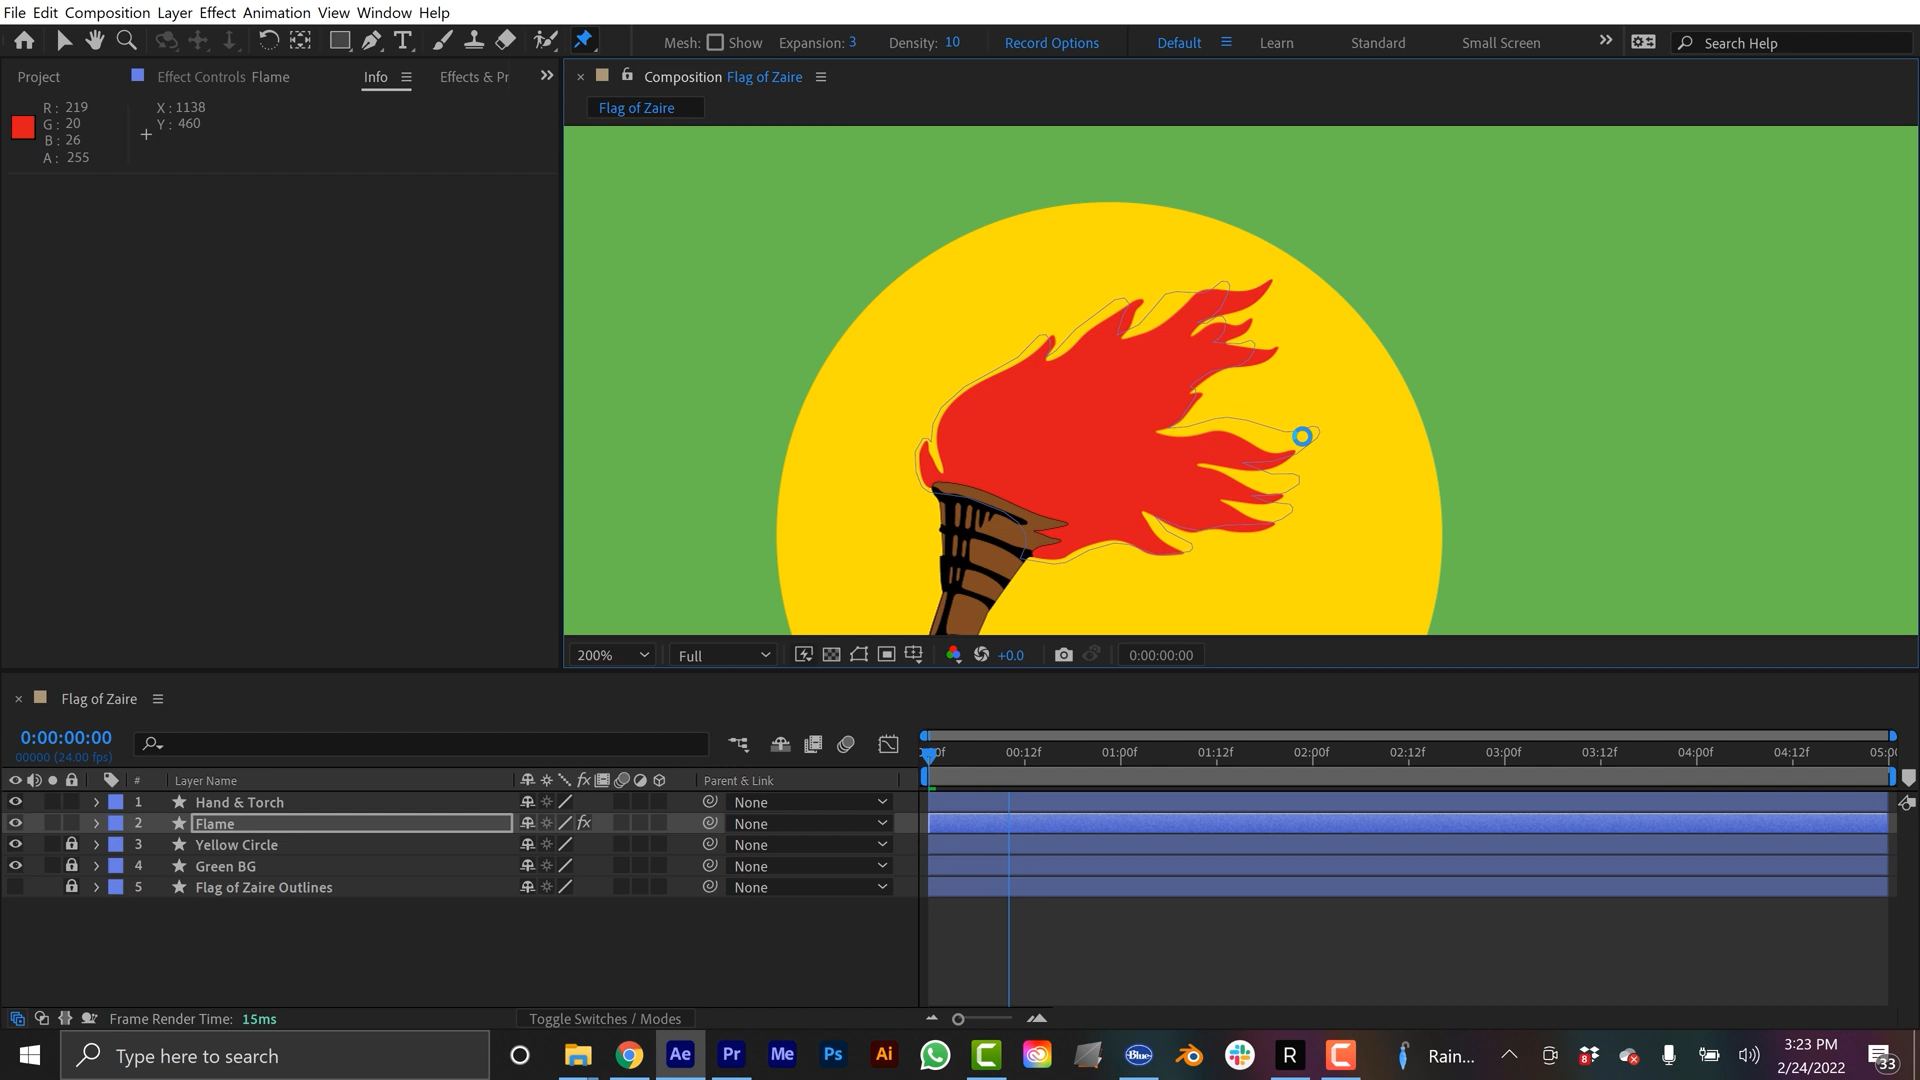 File Edit Composition Layer Effect Animation View Window Help
Mesh: Show Expansion: 3 Density: 10 Record Options Default Learn Standard Small Screen Search Help
Project Effect Controls Flame Info Effects & Pr
Composition Flag of Zaire
Flag of Zaire
R : 219
G : 20
B : 26
A : 255
X : 1138
Y : 460
200% Full +0.0 0:00:00:00
Flag of Zaire
0:00:00:00
00000 (24.00 fps)
00:12f 01:00f 01:12f 02:00f 02:12f 03:00f 03:12f 04:00f 04:12f 05:00
# Layer Name fx Parent & Link
1 Hand & Torch None
2 Flame fx None
3 Yellow Circle None
4 Green BG None
5 Flag of Zaire Outlines None
Frame Render Time: 15ms Toggle Switches / Modes
Type here to search Ae Pr Me Ps Ai Blue R Rain... 8
3:23 PM
2/24/2022
33